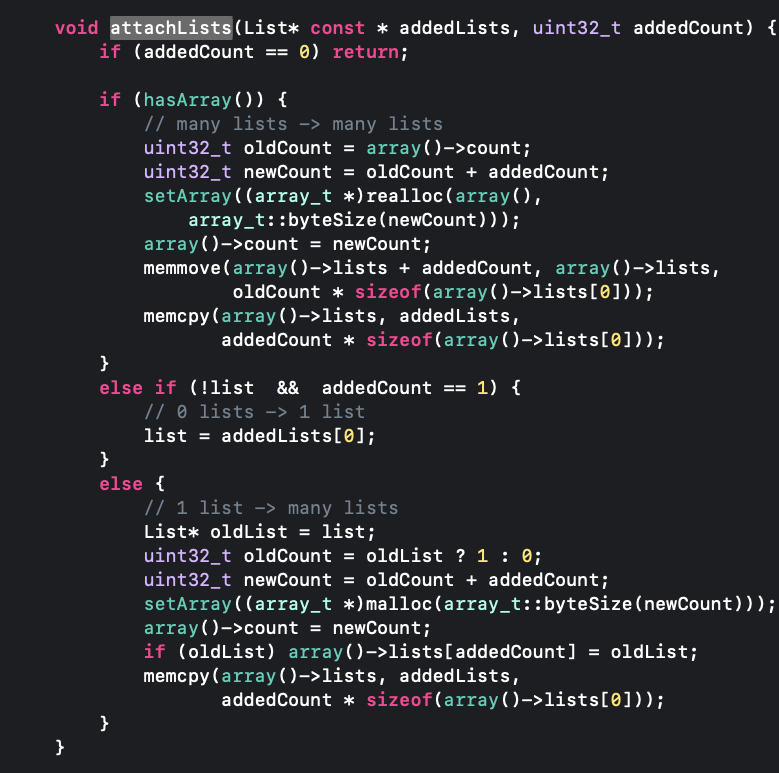 void attachLists(List* const * addedLists, uint32_t addedCount) {
if (addedCount == 0) return;
if (hasArray()) {
// many lists -> many lists
uint32_t oldCount = array()->count;
uint32_t newCount = oldCount + addedCount;
setArray((array_t *)realloc(array(),
array_t::byteSize(newCount)));
array()->count = newCount;
memmove(array()->lists + addedCount, array()->lists,
oldCount * sizeof(array()->lists[0]));
memcpy(array()->lists, addedLists,
addedCount * sizeof(array()->lists[0]));
}
else if (!list && addedCount == 1) {
// 0 lists -> 1 list
list = addedLists[0];
}
else {
// 1 list -> many lists
List* oldList = list;
uint32_t oldCount = oldList ? 1 : 0;
uint32_t newCount = oldCount + addedCount;
setArray((array_t *)malloc(array_t::byteSize(newCount)));
array()->count = newCount;
if (oldList) array()->lists[addedCount] = oldList;
memcpy(array()->lists, addedLists,
addedCount * sizeof(array()->lists[0]));
}
}